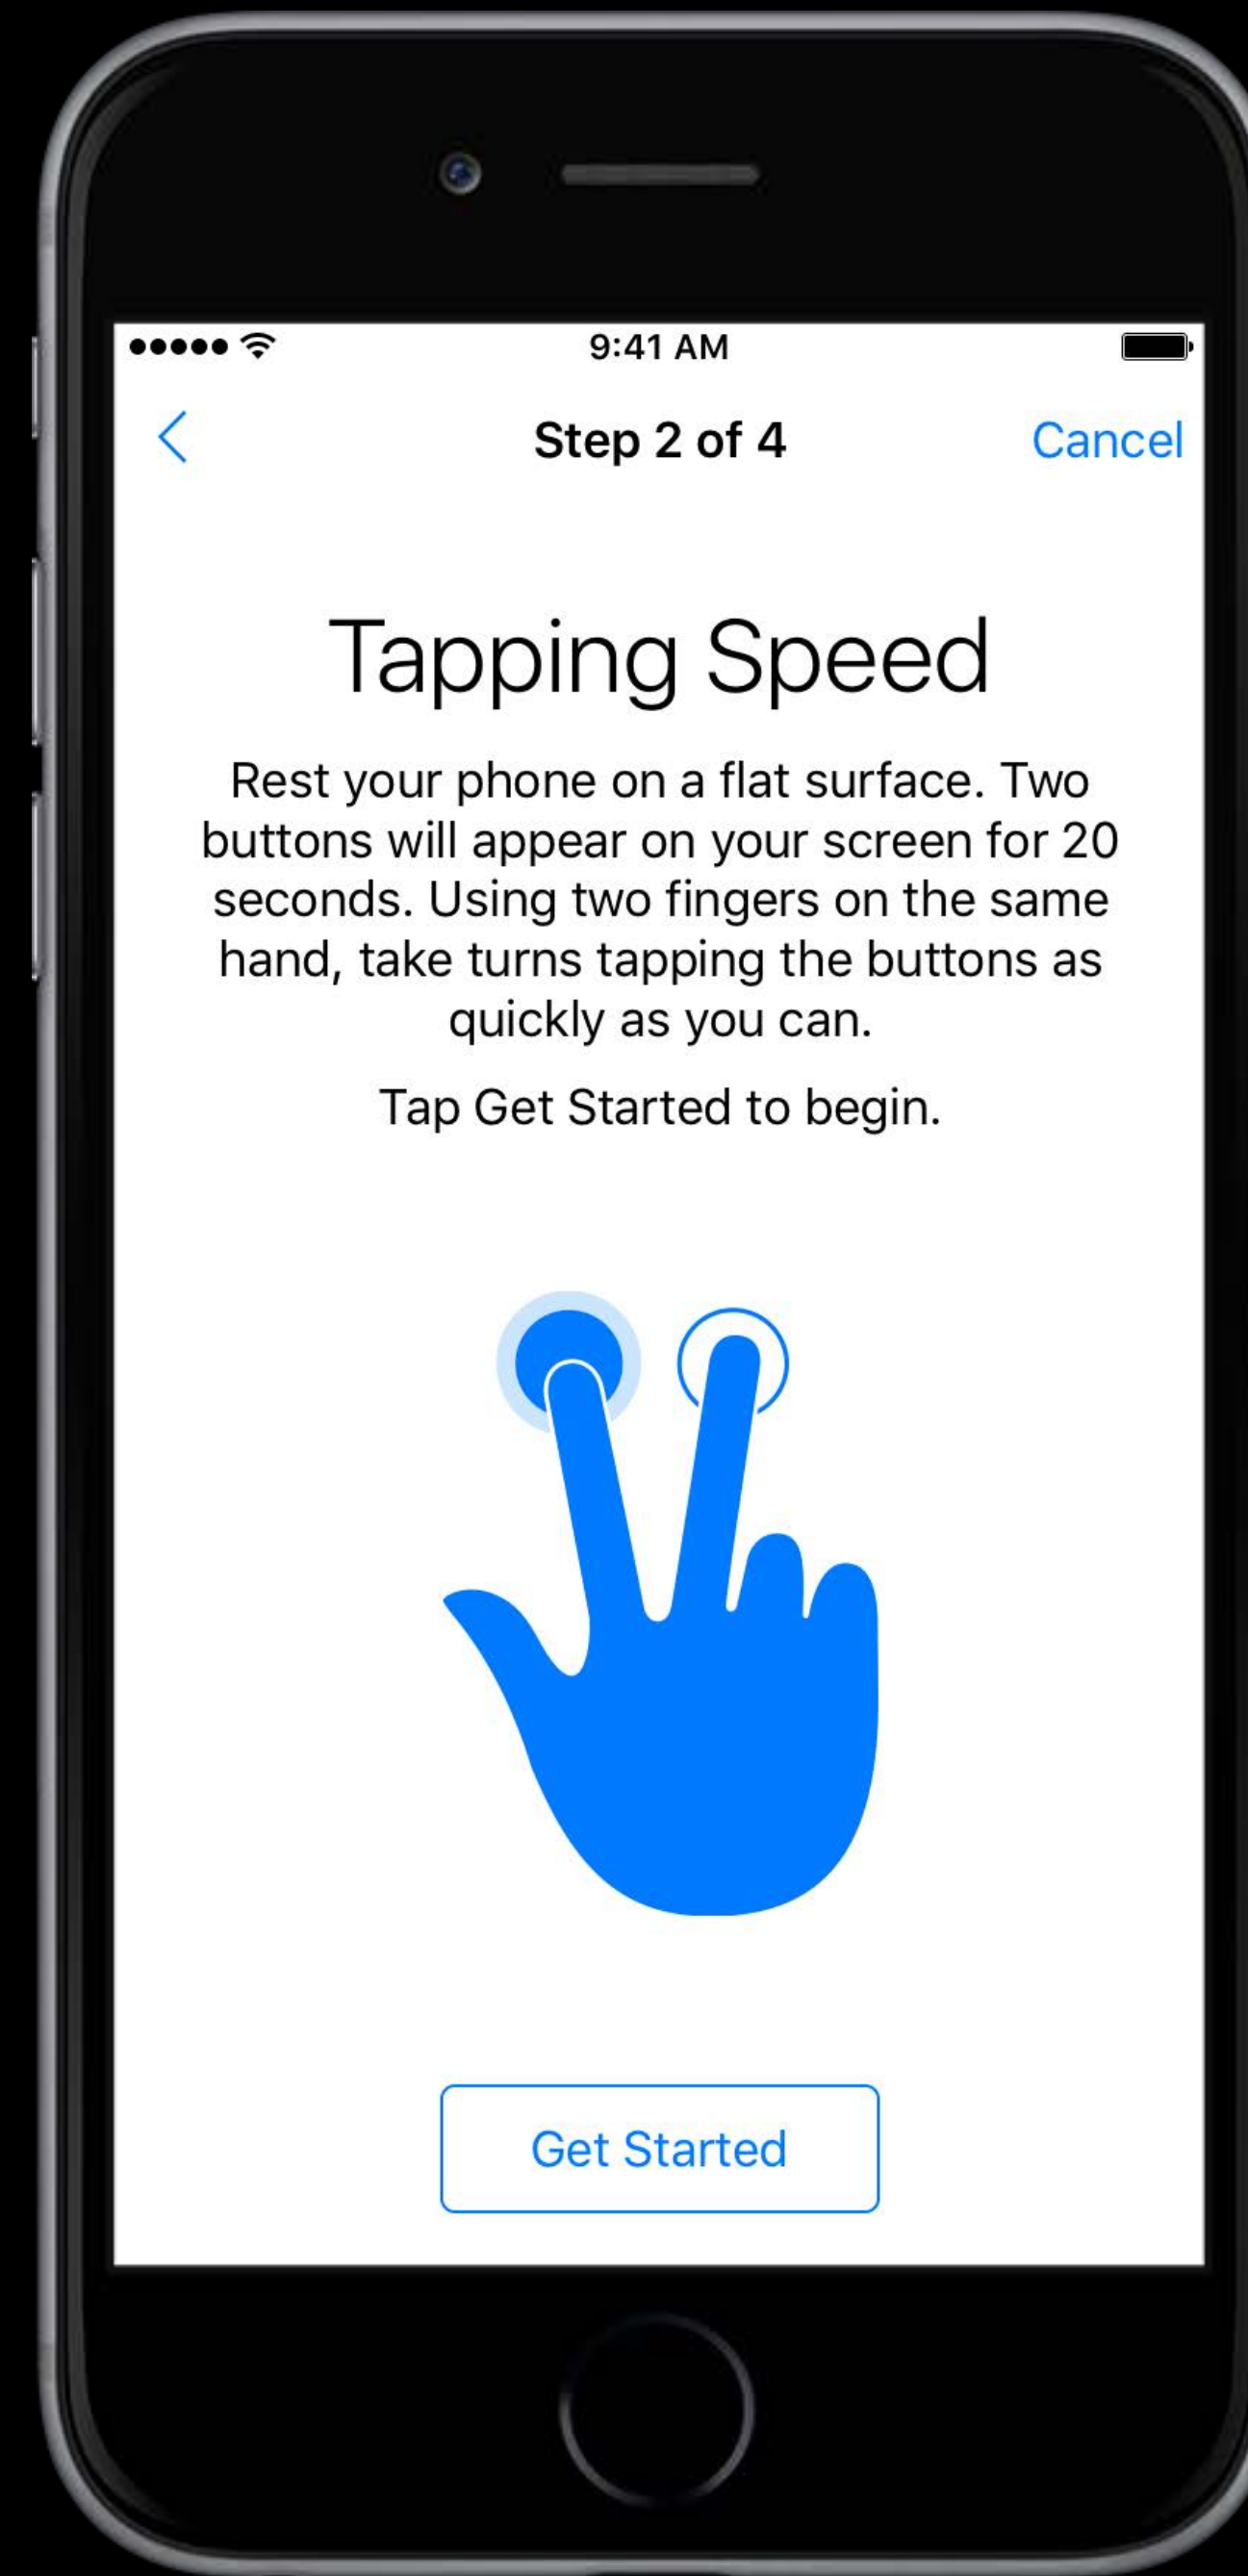 9:41 AM
Step 2 of 4
Cancel
Tapping Speed
Rest your phone on a flat surface. Two
buttons will appear on your screen for 20
seconds. Using two fingers on the same
hand, take turns tapping the buttons as
quickly as you can.
Tap Get Started to begin.
Get Started